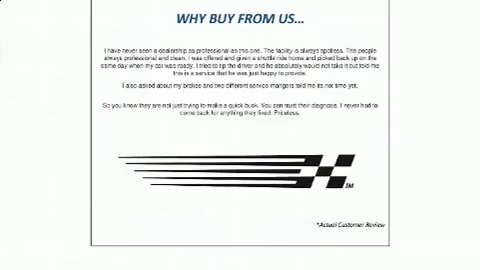 WHY BUY FROM US...
I have never seen a dealership as professional as this one. The facility is always spotless. The people
always professional and clean. I was offered and given a shuttle ride home and picked back up on the
same day when my car was ready. I tried to tip the driver and he absolutely would not take it but told me
this is a service that he was just happy to provide.
I also asked about my brakes and two different service mangers told me its not time yet.
So you know they are not just trying to make a quick buck. You can trust their diagnose. I never had to
come back for anything they fixed. Priceless.
SM
*Actual Customer Review